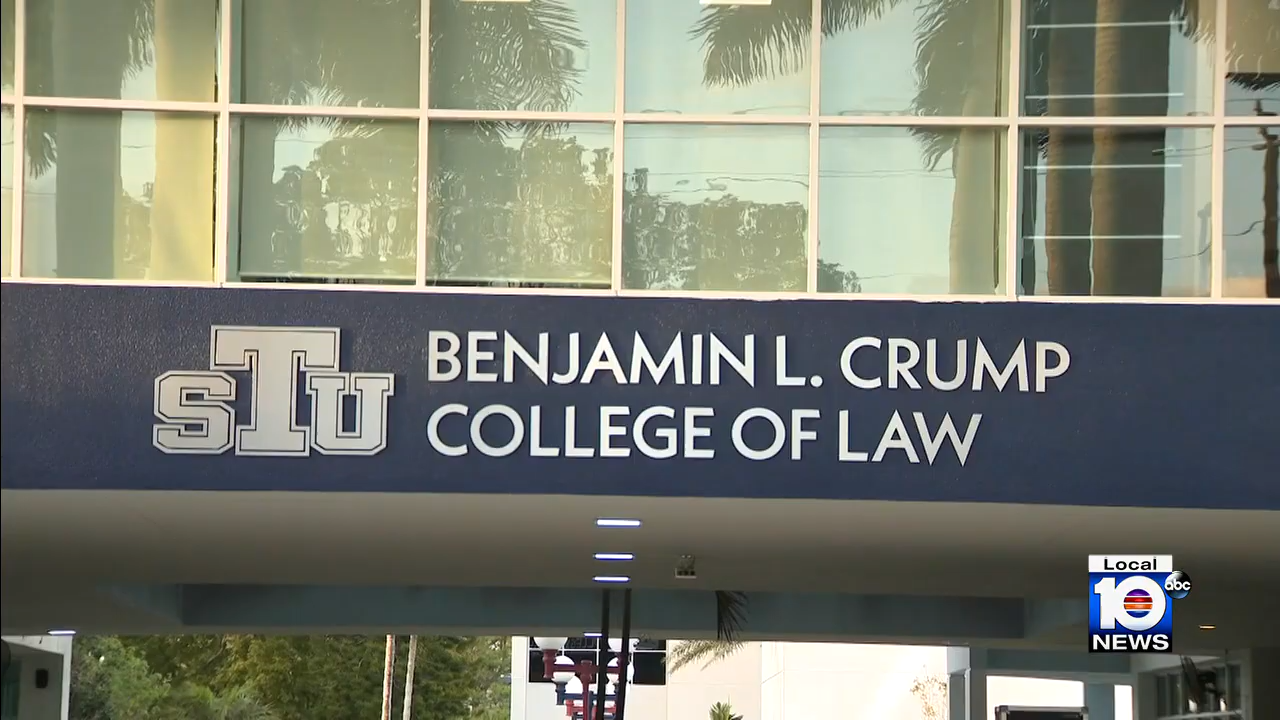 STU
BENJAMIN L. CRUMP
COLLEGE OF LAW
Local
10
abc
NEWS